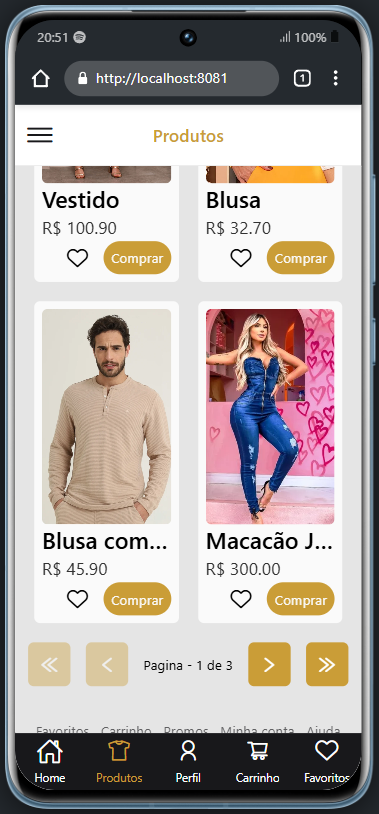 20:51 100%
http://localhost:8081 1
Produtos
Vestido Blusa
R$ 100.90 R$ 32.70
Comprar Comprar
Blusa com... Macacão J...
R$ 45.90 R$ 300.00
Comprar Comprar
Pagina - 1 de 3
Favoritos Carrinho Promos Minha conta Ajuda
Home Produtos Perfil Carrinho Favoritos